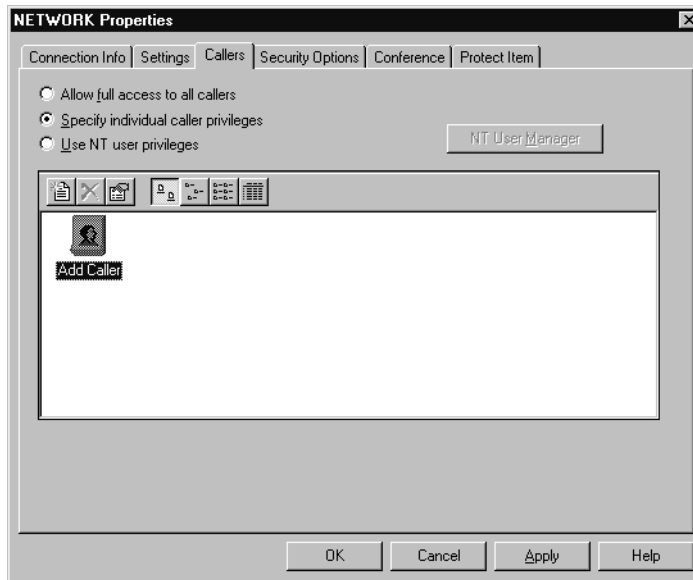 NETWORK Properties
Connection Info Settings Callers Security Options Conference Protect Item
Allow full access to all callers
Specify individual caller privileges
Use NT user privileges
NT User Manager
Add Caller
OK Cancel Apply Help